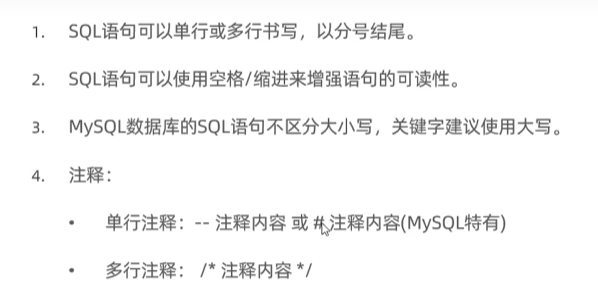 1. SQL语句可以单行或多行书写，以分号结尾。
2. SQL语句可以使用空格/缩进来增强语句的可读性。
3. MySQL数据库的SQL语句不区分大小写，关键字建议使用大写。
4. 注释：
• 单行注释：-- 注释内容 或 # 注释内容(MySQL特有)
• 多行注释： /* 注释内容 */